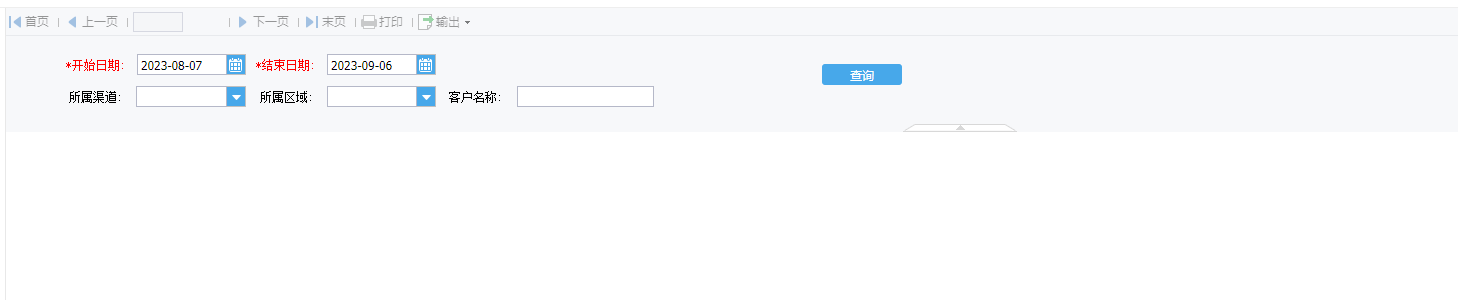 首页 上一页 下一页 末页 打印 输出
*开始日期: 2023-08-07 *结束日期: 2023-09-06 查询
所属渠道: 所属区域: 客户名称: